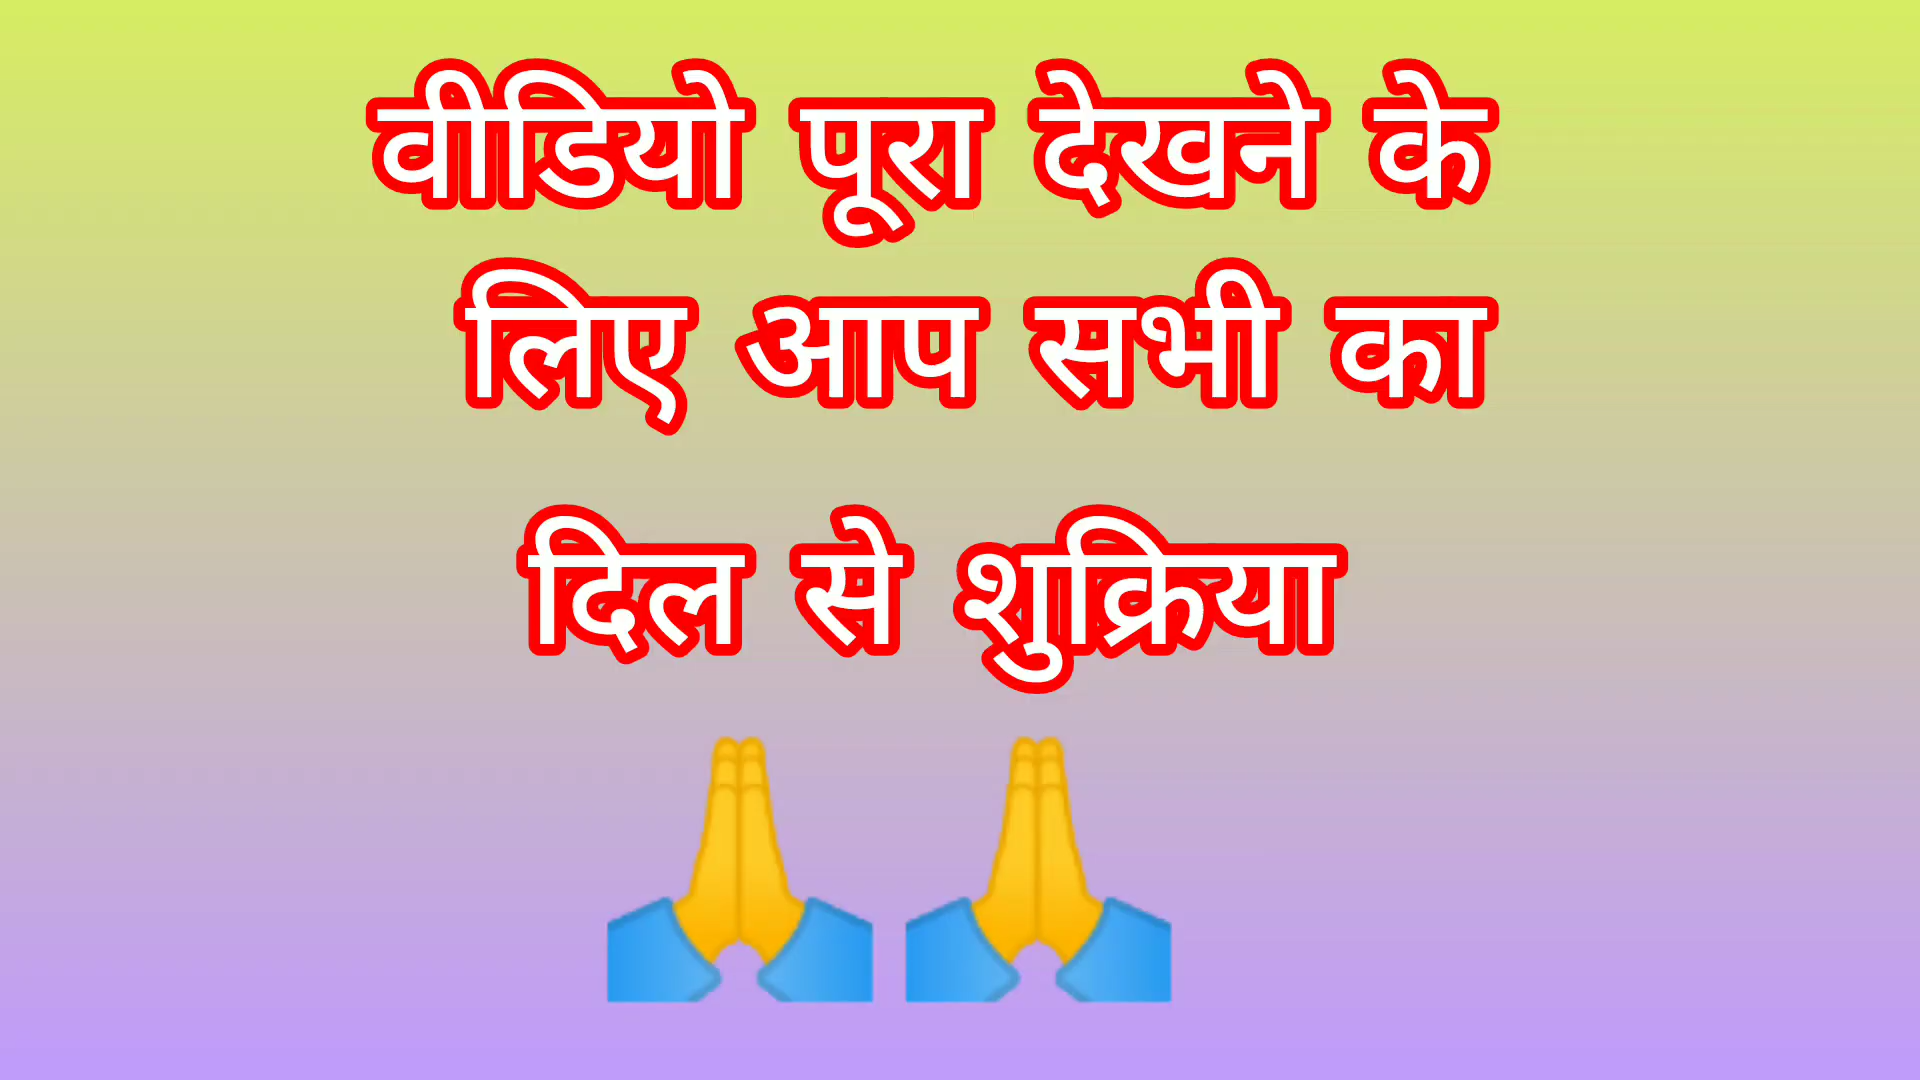 वीडियो पूरा देखने के
लिए आप सभी का
दिल से शुक्रिया
🙏🙏